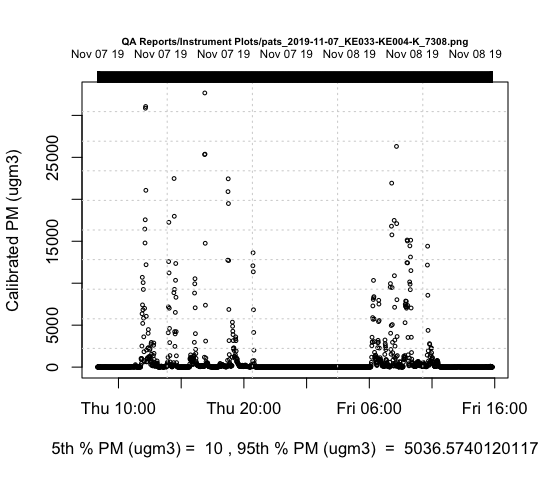 QA Reports/Instrument Plots/pats_2019-11-07_KE033-KE004-K_7308.png
Nov 07 19 Nov 07 19 Nov 07 19 Nov 08 19 Nov 08 19 Nov 08 19 Nov 08 19
Calibrated PM (ugm3)
25000
15000
5000
0
Thu 10:00 Thu 20:00 Fri 06:00 Fri 16:00
5th % PM (ugm3) = 10 , 95th % PM (ugm3) = 5036.5740120117